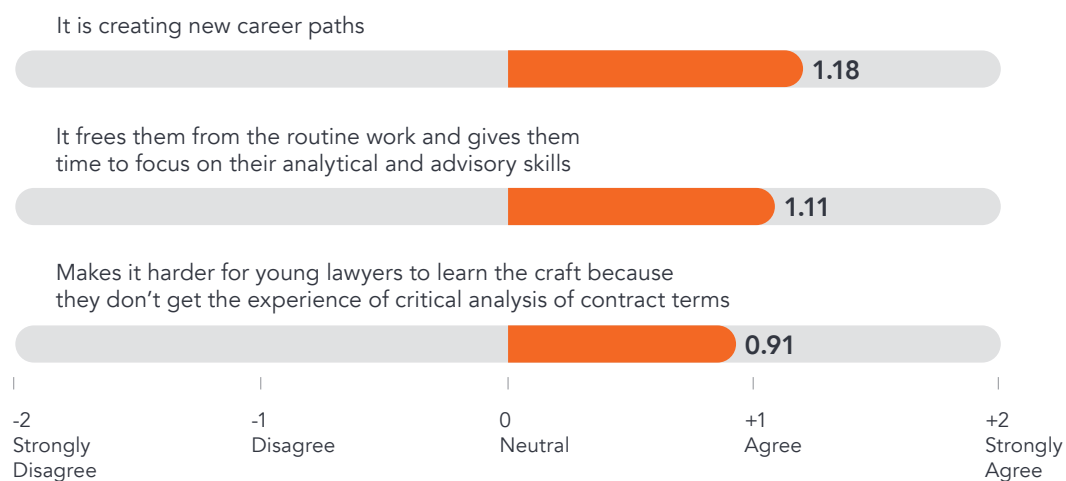 It is creating new career paths
1.18
It frees them from the routine work and gives them
time to focus on their analytical and advisory skills
1.11
Makes it harder for young lawyers to learn the craft because
they don’t get the experience of critical analysis of contract terms
0.91
-2 -1 0 +1 +2
Strongly Disagree Neutral Agree Strongly
Disagree Agree